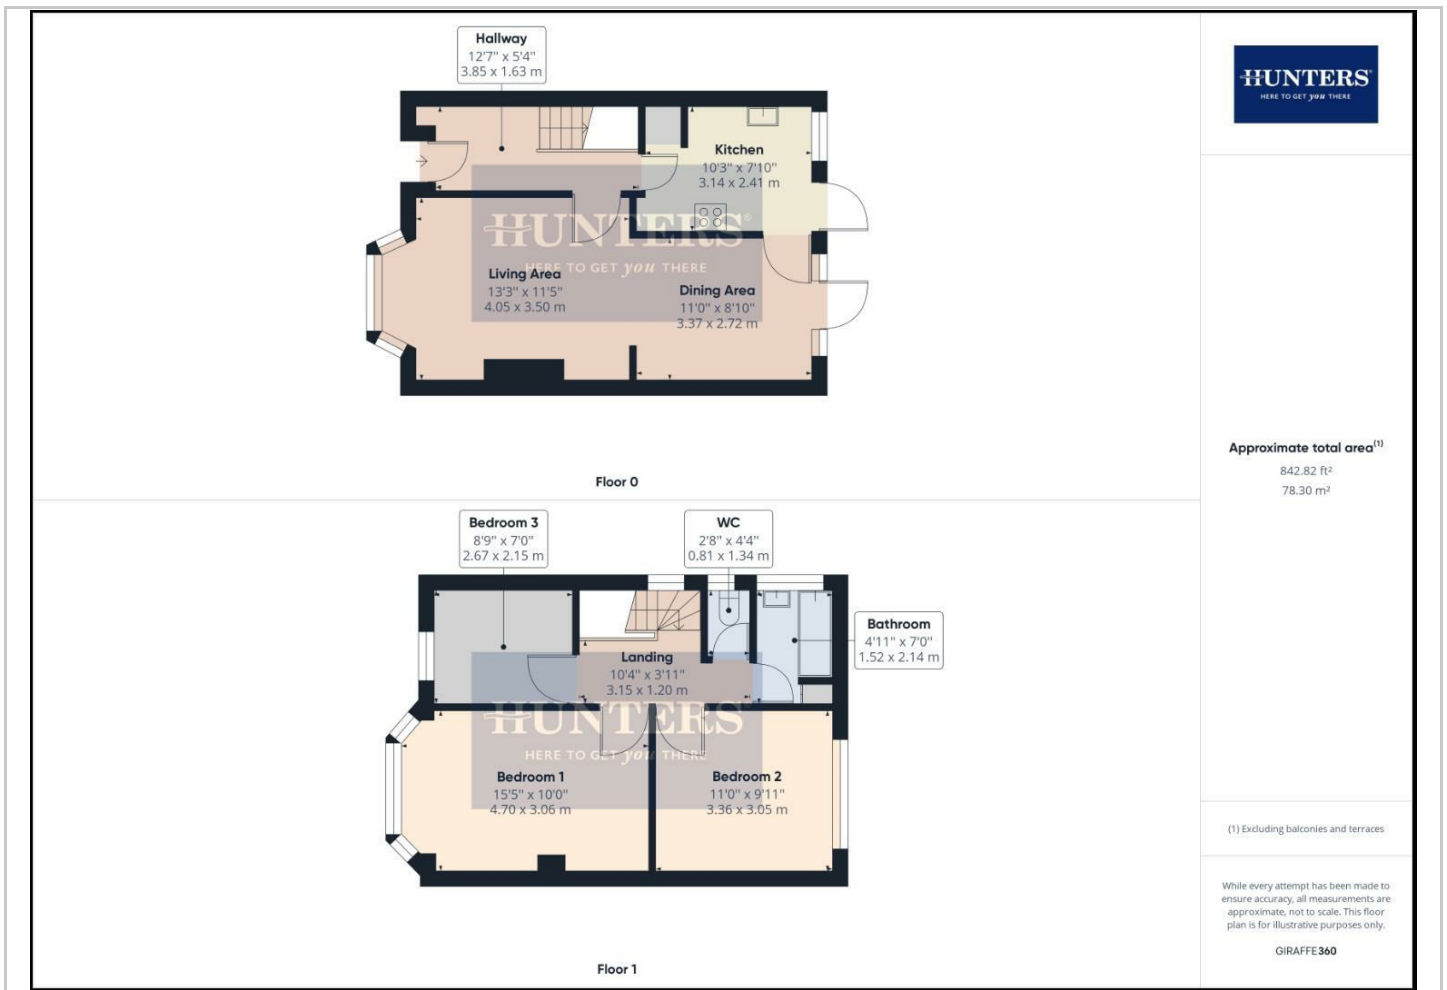 Hallway
12'7" x 5'4"
3.85 x 1.63 m
Kitchen
10'3" x 7'10"
3.14 x 2.41 m
HUNTERS
HERE TO GET you THERE
Living Area
13'3" x 11'5"
4.05 x 3.50 m
Dining Area
11'0" x 8'10"
3.37 x 2.72 m
Floor 0
Bedroom 3
8'9" x 7'0"
2.67 x 2.15 m
WC
2'8" x 4'4"
0.81 x 1.34 m
Bathroom
4'11" x 7'0"
1.52 x 2.14 m
Landing
10'4" x 3'11"
3.15 x 1.20 m
HUNTERS
HERE TO GET you THERE
Bedroom 1
15'5" x 10'0"
4.70 x 3.06 m
Bedroom 2
11'0" x 9'11"
3.36 x 3.05 m
Floor 1
HUNTERS
HERE TO GET you THERE
Approximate total area(1)
842.82 ft²
78.30 m²
(1) Excluding balconies and terraces
While every attempt has been made to
ensure accuracy, all measurements are
approximate, not to scale. This floor
plan is for illustrative purposes only.
GIRAFFE360